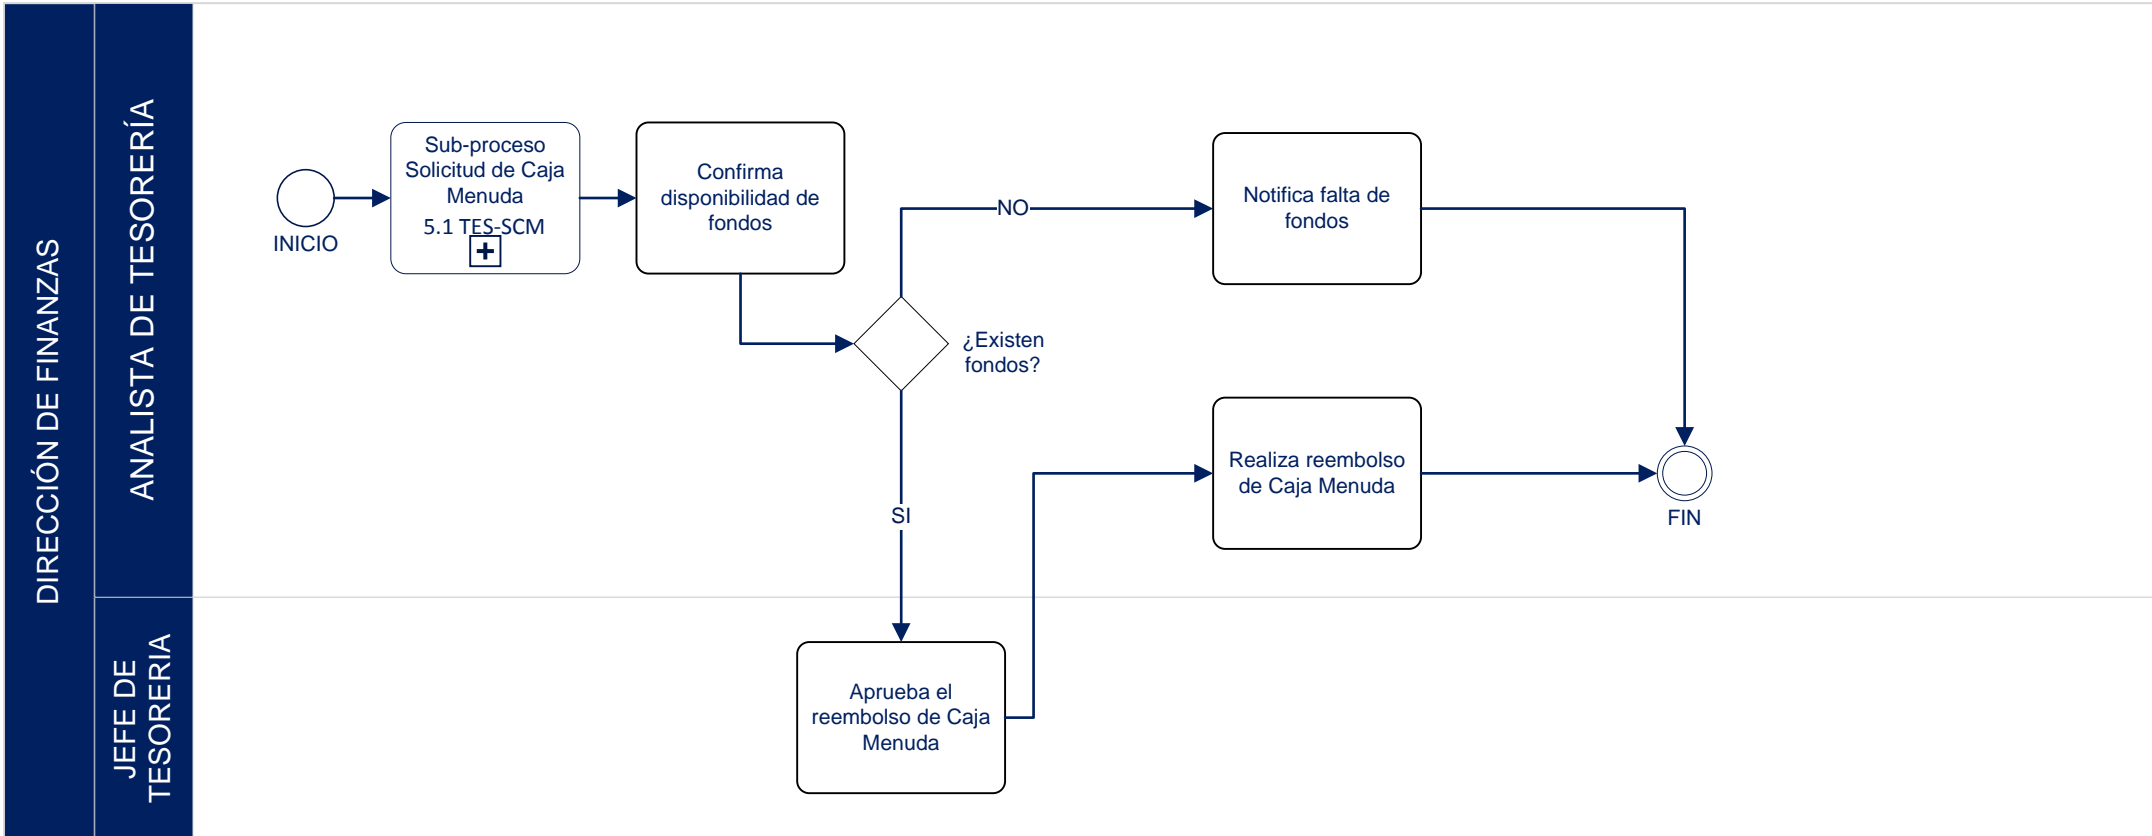 DIRECCIÓN DE FINANZAS
ANALISTA DE TESORERÍA
INICIO
Sub-proceso
Solicitud de Caja
Menuda
5.1 TES-SCM
Confirma
disponibilidad de
fondos
¿Existen
fondos?
NO
Notifica falta de
fondos
SI
Realiza reembolso
de Caja Menuda
FIN
JEFE DE
TESORERIA
Aprueba el
reembolso de Caja
Menuda